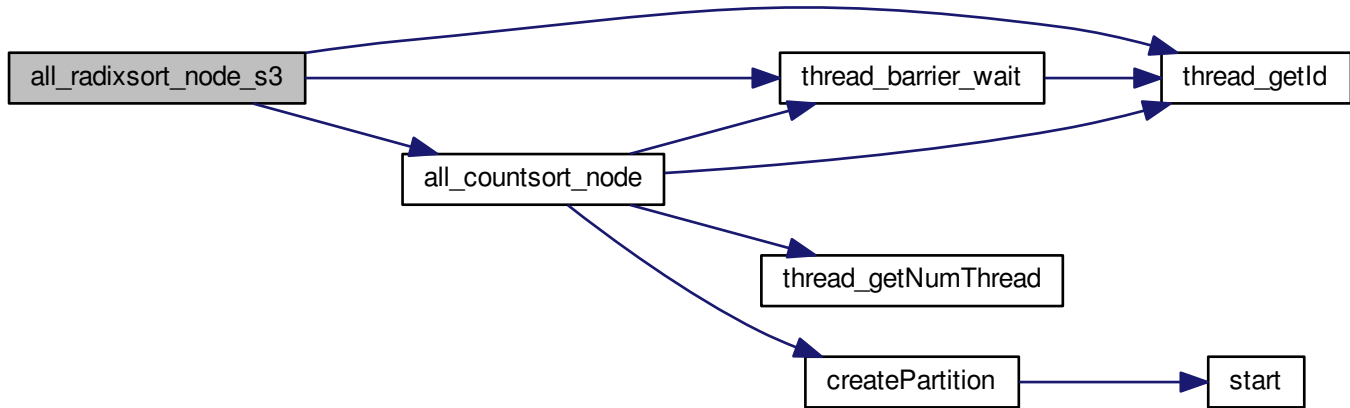 all_radixsort_node_s3
thread_barrier_wait
thread_getId
all_countsort_node
thread_getNumThread
createPartition
start